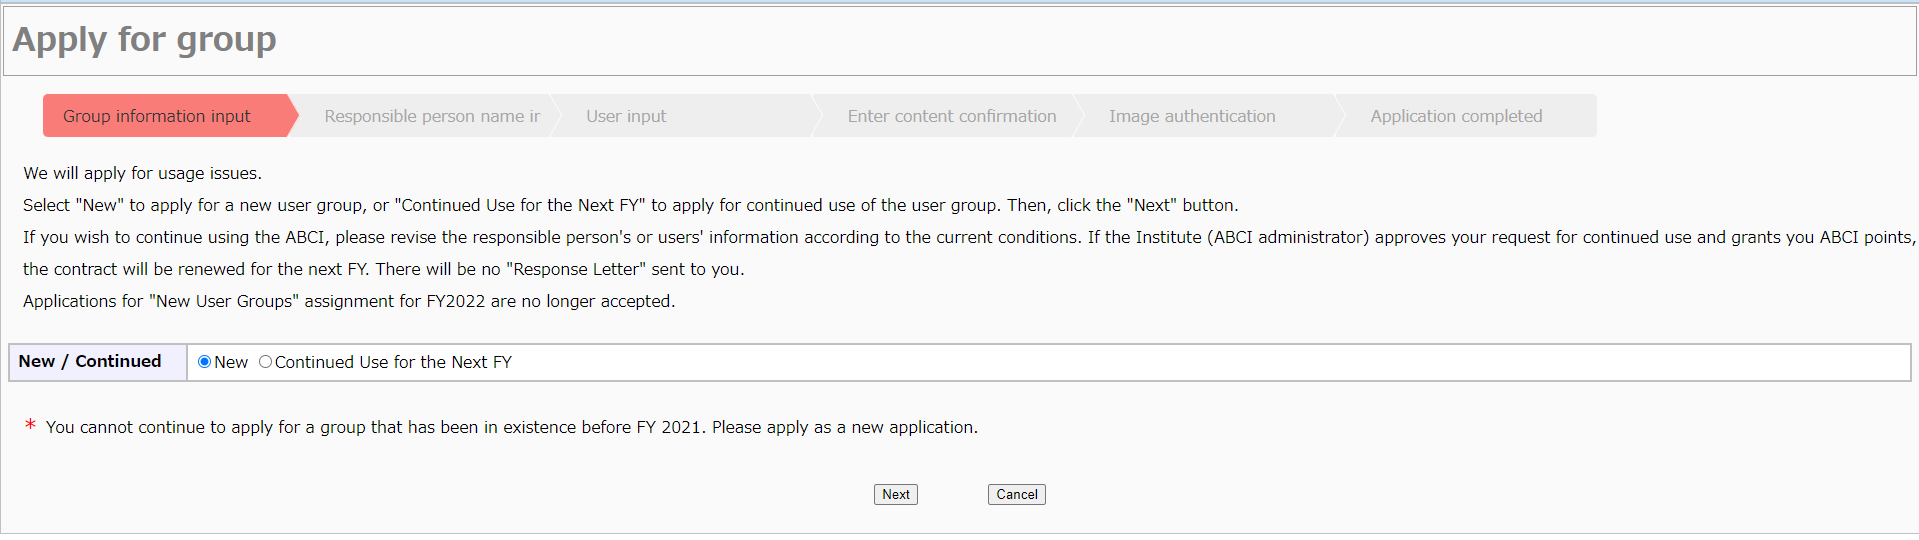 Apply for group
Group information input
Responsible person name ir
User input
Enter content confirmation
Image authentication
Application completed
We will apply for usage issues.
Select "New" to apply for a new user group, or "Continued Use for the Next FY" to apply for continued use of the user group. Then, click the "Next" button.
If you wish to continue using the ABCI, please revise the responsible person's or users' information according to the current conditions. If the Institute (ABCI administrator) approves your request for continued use and grants you ABCI points,
the contract will be renewed for the next FY. There will be no "Response Letter" sent to you.
Applications for "New User Groups" assignment for FY2022 are no longer accepted.
New / Continued New Continued Use for the Next FY
* You cannot continue to apply for a group that has been in existence before FY 2021. Please apply as a new application.
Next Cancel